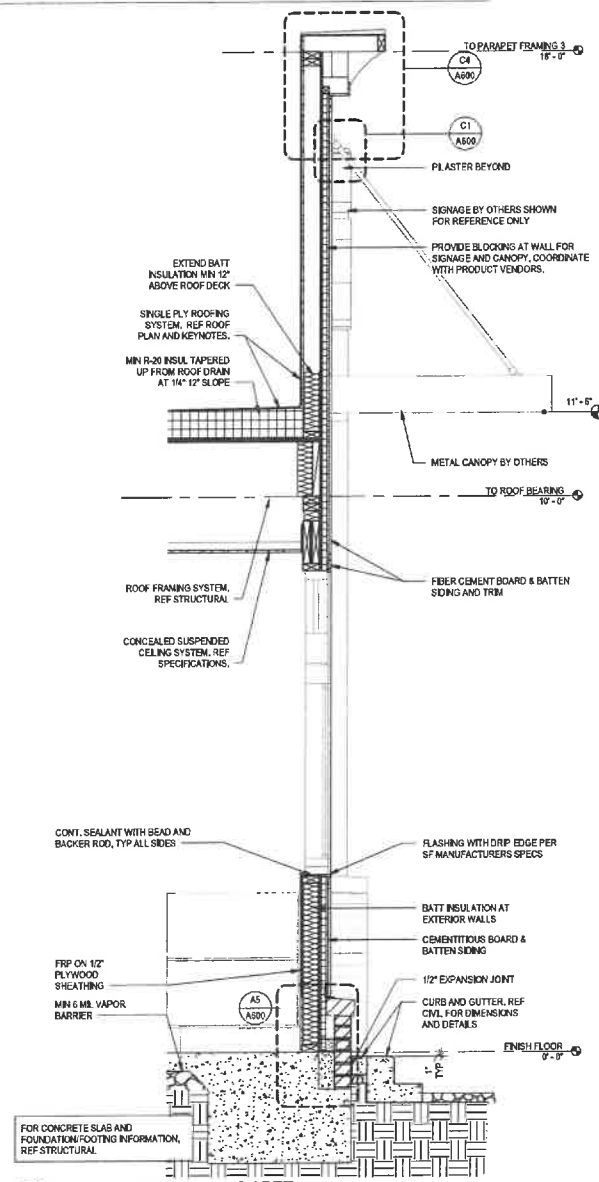 TO PARAPET FRAMING 3
16' - 0"
C4
A600
C1
A600
PILASTER BEYOND
SIGNAGE BY OTHERS SHOWN
FOR REFERENCE ONLY
PROVIDE BLOCKING AT WALL FOR
SIGNAGE AND CANOPY, COORDINATE
WITH PRODUCT VENDORS.
EXTEND BATT
INSULATION MIN 12"
ABOVE ROOF DECK
SINGLE PLY ROOFING
SYSTEM. REF ROOF
PLAN AND KEYNOTES.
MIN R-20 INSUL TAPERED
UP FROM ROOF DRAIN
AT 1/4" 12" SLOPE
11' - 6"
METAL CANOPY BY OTHERS
TO ROOF BEARING
10' - 0"
ROOF FRAMING SYSTEM,
REF STRUCTURAL
FIBER CEMENT BOARD & BATTEN
SIDING AND TRIM
CONCEALED SUSPENDED
CEILING SYSTEM. REF
SPECIFICATIONS.
CONT. SEALANT WITH BEAD AND
BACKER ROD, TYP ALL SIDES
FLASHING WITH DRIP EDGE PER
SF MANUFACTURERS SPECS
BATT INSULATION AT
EXTERIOR WALLS
CEMENTITIOUS BOARD &
BATTEN SIDING
FRP ON 1/2"
PLYWOOD
SHEATHING
MIN 6 MIL VAPOR
BARRIER
A5
A600
1/2" EXPANSION JOINT
CURB AND GUTTER. REF
CIVIL FOR DIMENSIONS
AND DETAILS
FINISH FLOOR
0' - 0"
1"
TYP
FOR CONCRETE SLAB AND
FOUNDATION/FOOTING INFORMATION,
REF STRUCTURAL